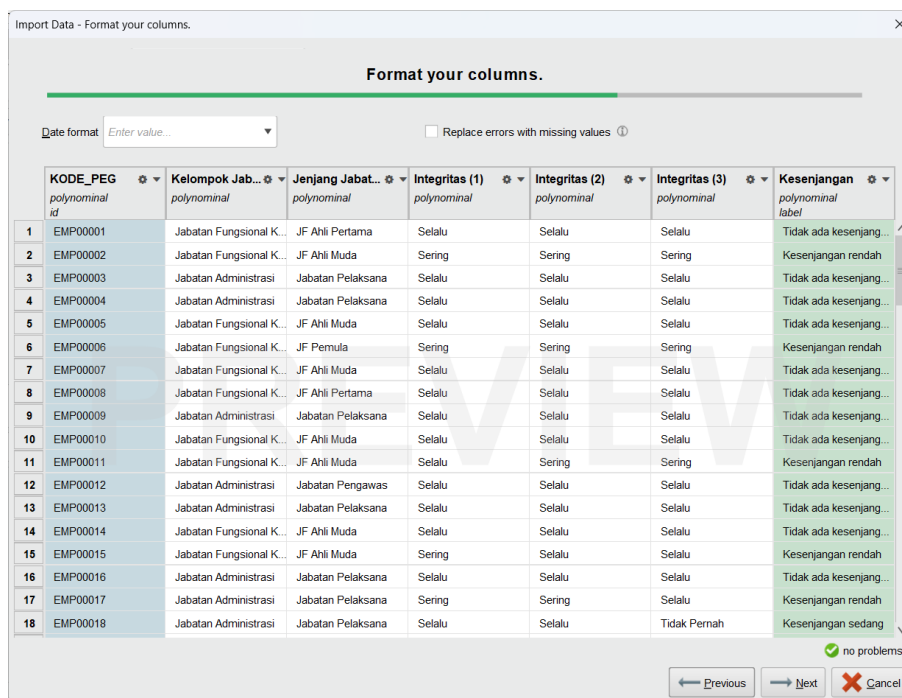 Import Data - Format your columns.
Format your columns.
Date format Enter value... Replace errors with missing values
KODE_PEG Kelompok Jab... Jenjang Jabat... Integritas (1) Integritas (2) Integritas (3) Kesenjangan
polynominal polynominal polynominal polynominal polynominal polynominal polynominal
id label
1 EMP00001 Jabatan Fungsional K... JF Ahli Pertama Selalu Selalu Selalu Tidak ada kesenjang...
2 EMP00002 Jabatan Fungsional K... JF Ahli Muda Sering Sering Sering Kesenjangan rendah
3 EMP00003 Jabatan Administrasi Jabatan Pelaksana Selalu Selalu Selalu Tidak ada kesenjang...
4 EMP00004 Jabatan Administrasi Jabatan Pelaksana Selalu Selalu Selalu Tidak ada kesenjang...
5 EMP00005 Jabatan Fungsional K... JF Ahli Muda Selalu Selalu Selalu Tidak ada kesenjang...
6 EMP00006 Jabatan Fungsional K... JF Pemula Sering Sering Sering Kesenjangan rendah
7 EMP00007 Jabatan Fungsional K... JF Ahli Muda Selalu Selalu Selalu Tidak ada kesenjang...
8 EMP00008 Jabatan Fungsional K... JF Ahli Pertama Selalu Selalu Selalu Tidak ada kesenjang...
9 EMP00009 Jabatan Administrasi Jabatan Pelaksana Selalu Selalu Selalu Tidak ada kesenjang...
10 EMP00010 Jabatan Fungsional K... JF Ahli Muda Selalu Selalu Selalu Tidak ada kesenjang...
11 EMP00011 Jabatan Fungsional K... JF Ahli Muda Selalu Sering Sering Kesenjangan rendah
12 EMP00012 Jabatan Administrasi Jabatan Pengawas Selalu Selalu Selalu Tidak ada kesenjang...
13 EMP00013 Jabatan Administrasi Jabatan Pelaksana Selalu Selalu Selalu Tidak ada kesenjang...
14 EMP00014 Jabatan Fungsional K... JF Ahli Muda Selalu Selalu Selalu Tidak ada kesenjang...
15 EMP00015 Jabatan Fungsional K... JF Ahli Muda Sering Selalu Selalu Kesenjangan rendah
16 EMP00016 Jabatan Administrasi Jabatan Pelaksana Selalu Selalu Selalu Tidak ada kesenjang...
17 EMP00017 Jabatan Administrasi Jabatan Pelaksana Sering Sering Selalu Kesenjangan rendah
18 EMP00018 Jabatan Administrasi Jabatan Pelaksana Selalu Selalu Tidak Pernah Kesenjangan sedang
PREVIEW
no problems
Previous Next Cancel